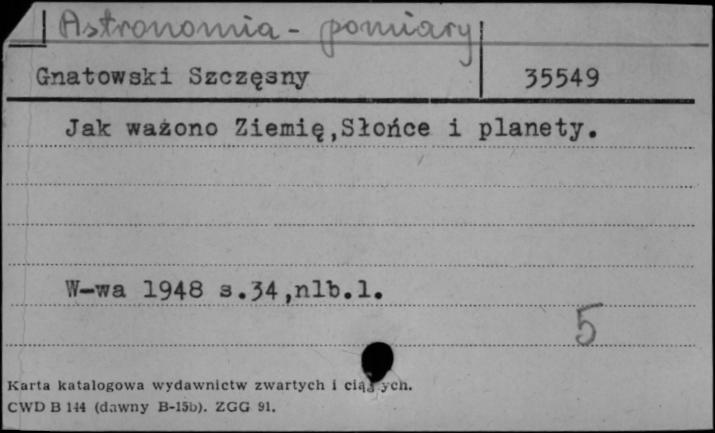 Astronomia - pomiary
Gnatowski Szczęsny 35549
Jak ważono Ziemię,Słońce i planety.
W-wa 1948 s.34,nlb.1.
5
Karta katalogowa wydawnictw zwartych i ciągłych.
CWD B 144 (dawny B-15b). ZGG 91.